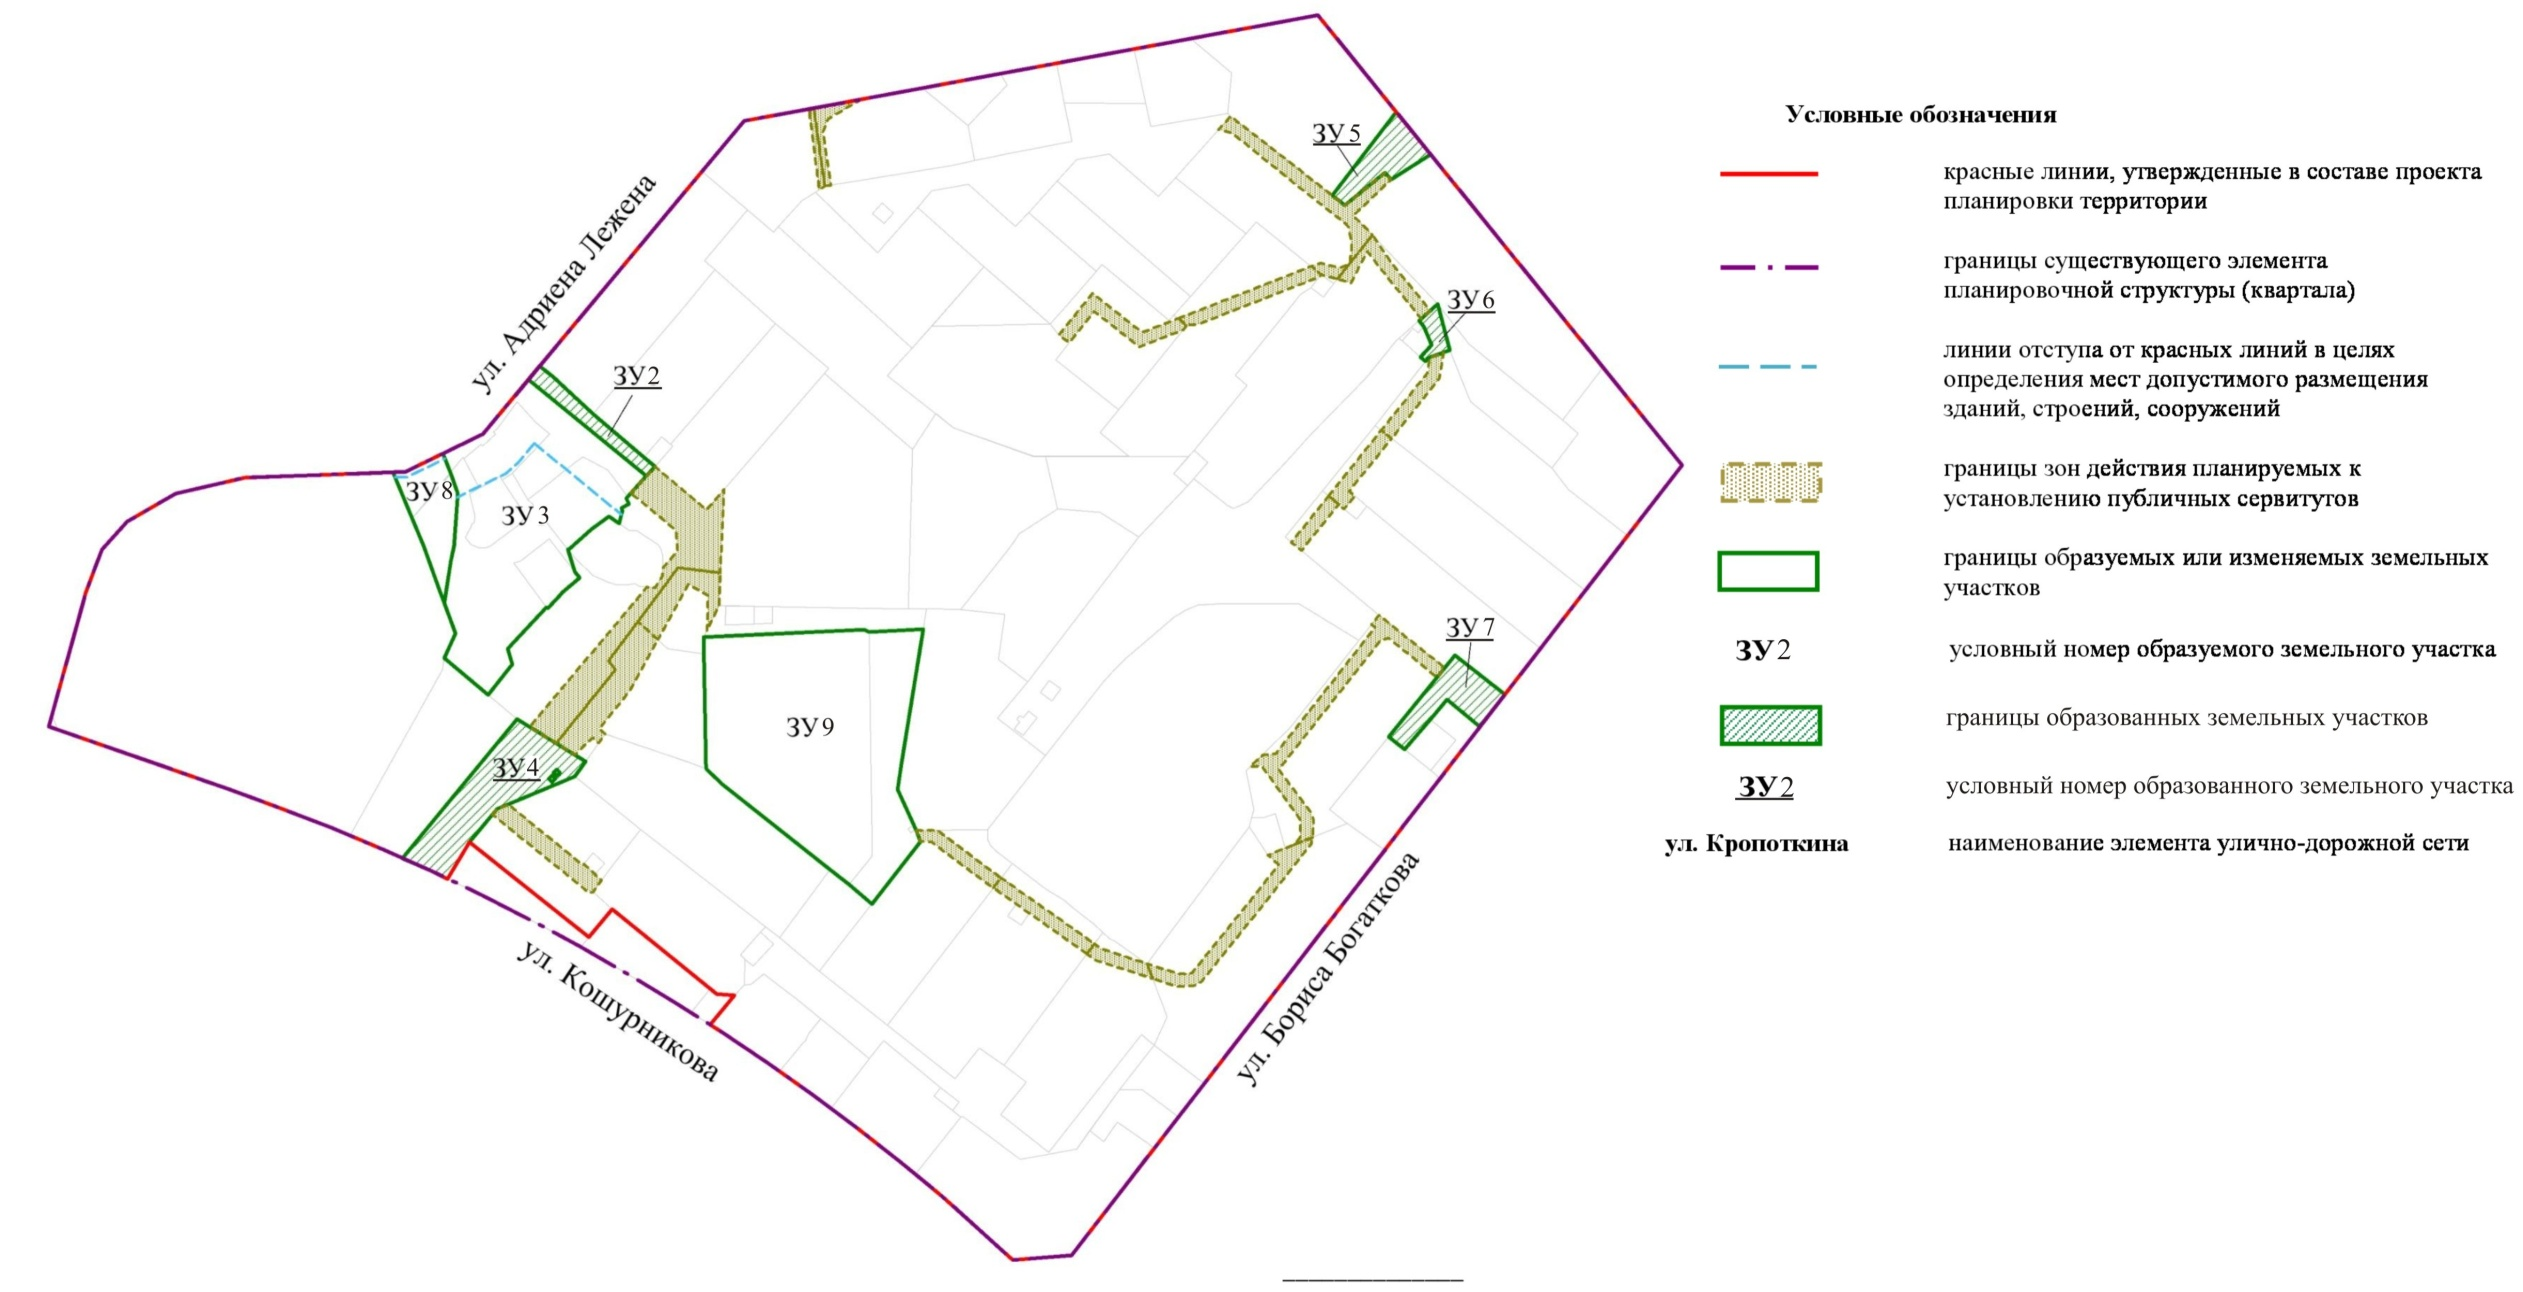 ул. Адриена Лежена
ЗУ5
ЗУ6
ЗУ2
ЗУ8
ЗУ3
ЗУ7
ЗУ9
ЗУ4
ул. Кошурникова
ул. Бориса Богаткова
Условные обозначения
красные линии, утвержденные в составе проекта
планировки территории
границы существующего элемента
планировочной структуры (квартала)
линии отступа от красных линий в целях
определения мест допустимого размещения
зданий, строений, сооружений
границы зон действия планируемых к
установлению публичных сервитутов
границы образуемых или изменяемых земельных
участков
ЗУ2 условный номер образуемого земельного участка
границы образованных земельных участков
ЗУ2 условный номер образованного земельного участка
ул. Кропоткина наименование элемента улично-дорожной сети